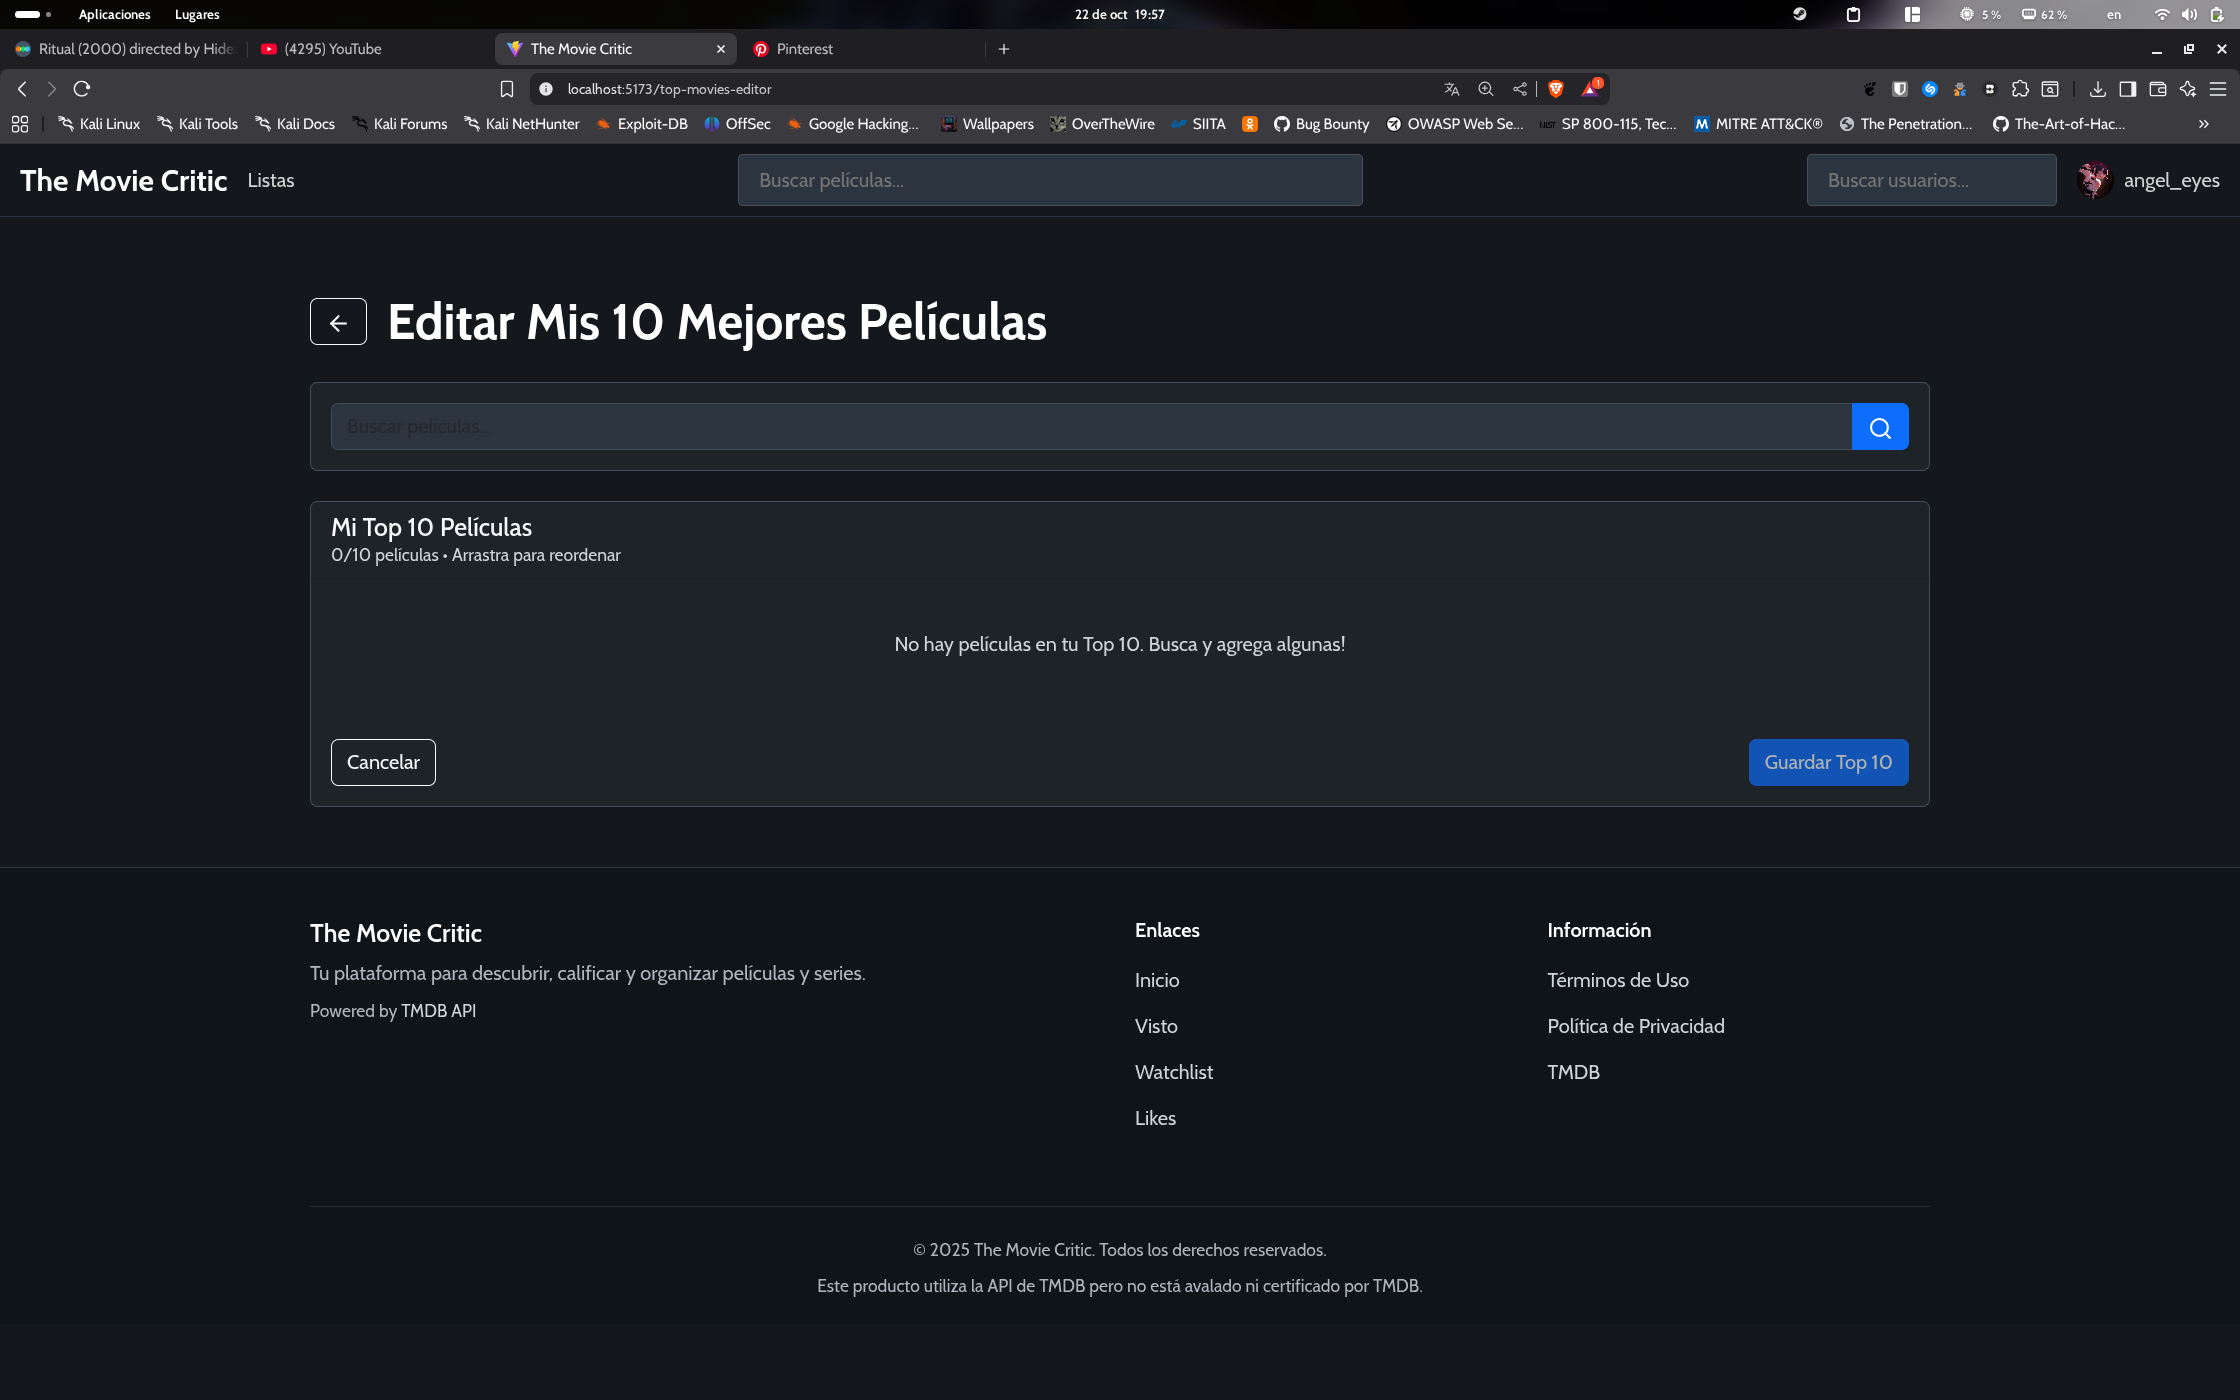 Aplicaciones Lugares 22 de oct 19:57 5 % 62 % en
Ritual (2000) directed by Hide (4295) YouTube The Movie Critic Pinterest
localhost:5173/top-movies-editor 1
Kali Linux Kali Tools Kali Docs Kali Forums Kali NetHunter Exploit-DB OffSec Google Hacking... Wallpapers OverTheWire SIITA Bug Bounty OWASP Web Se... NIST SP 800-115, Tec... M MITRE ATT&CK® The Penetration... The-Art-of-Hac... »
The Movie Critic Listas Buscar películas... Buscar usuarios... angel_eyes
Editar Mis 10 Mejores Películas
Buscar películas...
Mi Top 10 Películas
0/10 películas • Arrastra para reordenar
No hay películas en tu Top 10. Busca y agrega algunas!
Cancelar Guardar Top 10
The Movie Critic
Tu plataforma para descubrir, calificar y organizar películas y series.
Powered by TMDB API
Enlaces
Inicio
Visto
Watchlist
Likes
Información
Términos de Uso
Política de Privacidad
TMDB
© 2025 The Movie Critic. Todos los derechos reservados.
Este producto utiliza la API de TMDB pero no está avalado ni certificado por TMDB.